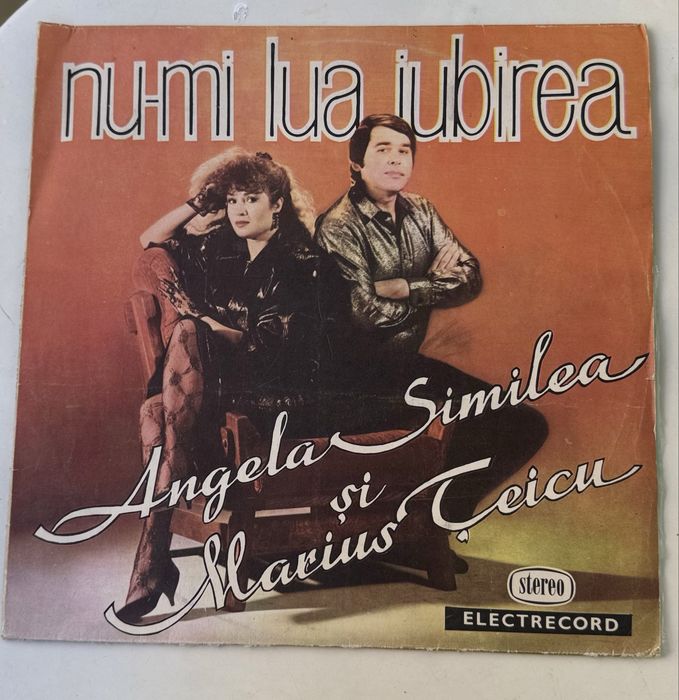 nu-mi lua iubirea
Angela Similea
și
Marius Țeicu
stereo
ELECTRECORD